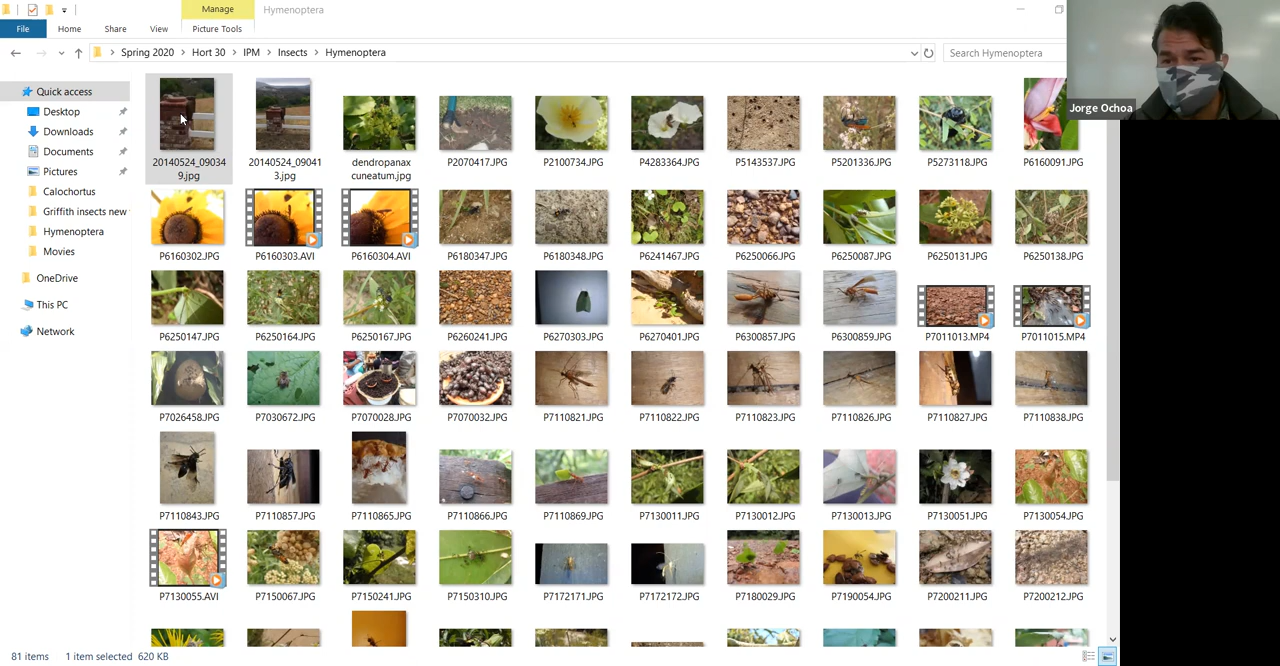 Manage
Hymenoptera
File
Home
Share
View
Picture Tools
Spring 2020
Hort 30
IPM
Insects
Hymenoptera
Search Hymenoptera
Jorge Ochoa
Quick access
Desktop
Downloads
Documents
Pictures
Calochortus
Griffith insects new
Hymenoptera
Movies
OneDrive
This PC
Network
20140524_09034
9.jpg
20140524_09041
3.jpg
dendropanax
cuneatum.jpg
P2070417.JPG
P2100734.JPG
P4283364.JPG
P5143537.JPG
P5201336.JPG
P5273118.JPG
P6160091.JPG
P6160302.JPG
P6160303.AVI
P6160304.AVI
P6180347.JPG
P6180348.JPG
P6241467.JPG
P6250066.JPG
P6250087.JPG
P6250131.JPG
P6250138.JPG
P6250147.JPG
P6250164.JPG
P6250167.JPG
P6260241.JPG
P6270303.JPG
P6270401.JPG
P6300857.JPG
P6300859.JPG
P7011013.MP4
P7011015.MP4
P7026458.JPG
P7030672.JPG
P7070028.JPG
P7070032.JPG
P7110821.JPG
P7110822.JPG
P7110823.JPG
P7110826.JPG
P7110827.JPG
P7110838.JPG
P7110843.JPG
P7110857.JPG
P7110865.JPG
P7110866.JPG
P7110869.JPG
P7130011.JPG
P7130012.JPG
P7130013.JPG
P7130051.JPG
P7130054.JPG
P7130055.AVI
P7150067.JPG
P7150241.JPG
P7150310.JPG
P7172171.JPG
P7172172.JPG
P7180029.JPG
P7190054.JPG
P7200211.JPG
P7200212.JPG
81 items
1 item selected 620 KB